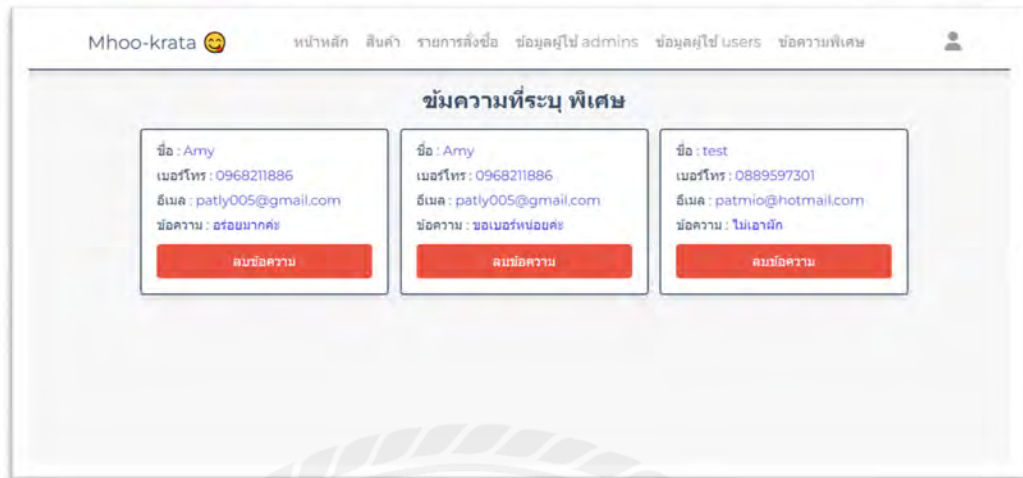 Mhoo-krata 😋 หน้าหลัก สินค้า รายการสั่งซื้อ ข้อมูลผู้ใช้ admins ข้อมูลผู้ใช้ users ข้อความพิเศษ
ข้มความที่ระบุ พิเศษ
ชื่อ : Amy
เบอร์โทร : 0968211886
อีเมล : patly005@gmail.com
ข้อความ : อร่อยมากค่ะ
ลบข้อความ
ชื่อ : Amy
เบอร์โทร : 0968211886
อีเมล : patly005@gmail.com
ข้อความ : ขอเบอร์หน่อยค่ะ
ลบข้อความ
ชื่อ : test
เบอร์โทร : 0889597301
อีเมล : patmio@hotmail.com
ข้อความ : ไม่เอาผัก
ลบข้อความ